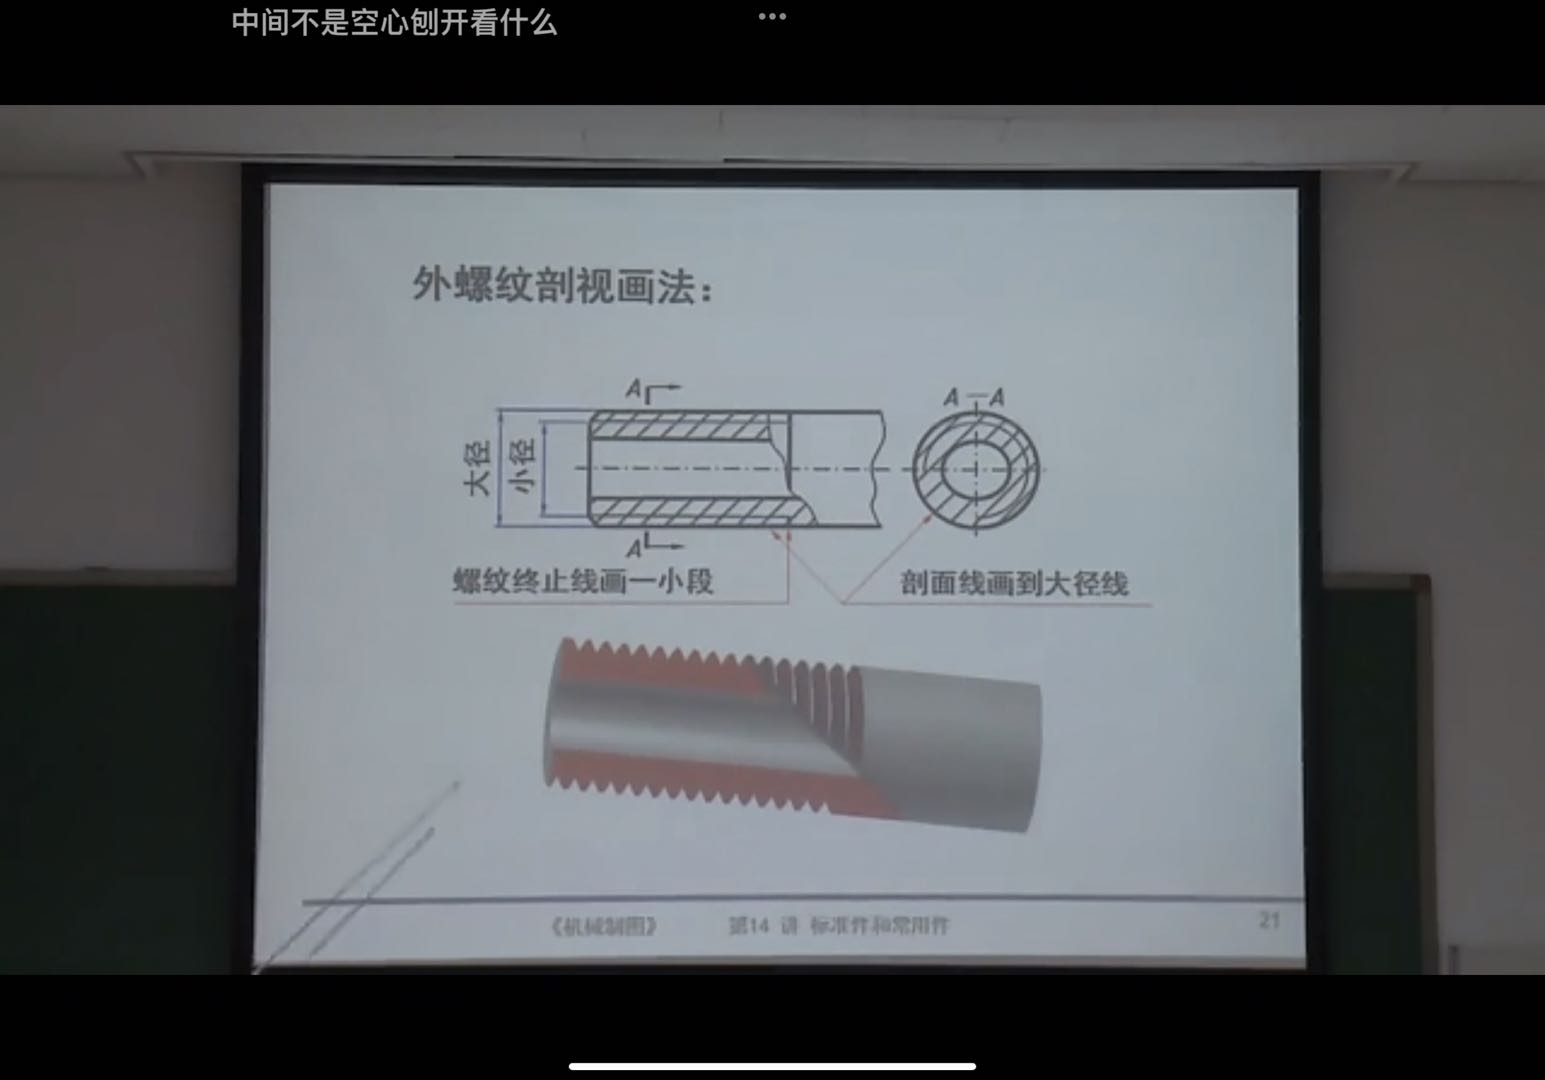 中间不是空心刨开看什么
外螺纹剖视画法：
A
A—A
大径
小径
A
螺纹终止线画一小段
剖面线画到大径线
《机械制图》
第14 讲 标准件和常用件
21